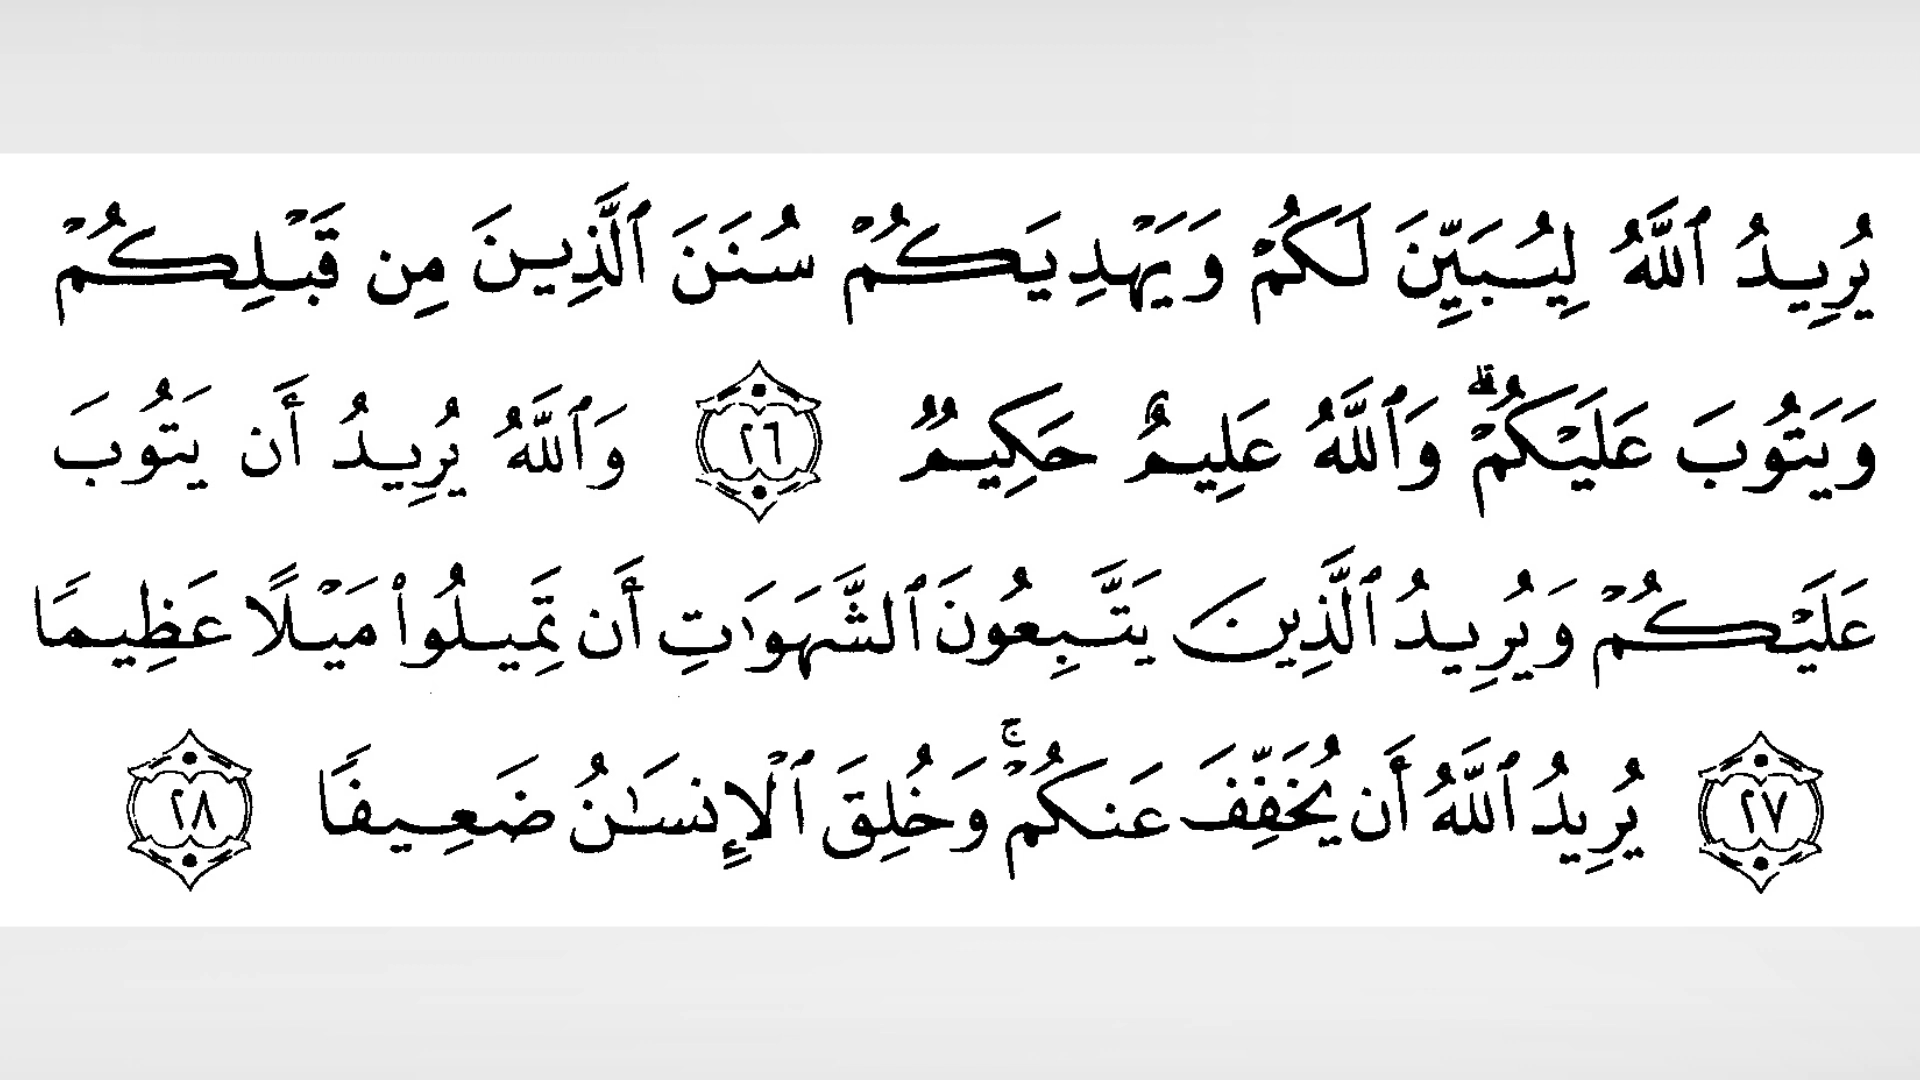 يُرِيدُ ٱللَّهُ لِيُبَيِّنَ لَكُمْ وَيَهْدِيَكُمْ سُنَنَ ٱلَّذِينَ مِن قَبْلِكُمْ
وَيَتُوبَ عَلَيْكُمْ ۗ وَٱللَّهُ عَلِيمٌ حَكِيمٌ ٢٦ وَٱللَّهُ يُرِيدُ أَن يَتُوبَ
عَلَيْكُمْ وَيُرِيدُ ٱلَّذِينَ يَتَّبِعُونَ ٱلشَّهَوَٰتِ أَن تَمِيلُوا۟ مَيْلًا عَظِيمًا
٢٧ يُرِيدُ ٱللَّهُ أَن يُخَفِّفَ عَنكُمْ ۚ وَخُلِقَ ٱلْإِنسَـٰنُ ضَعِيفًا ٢٨